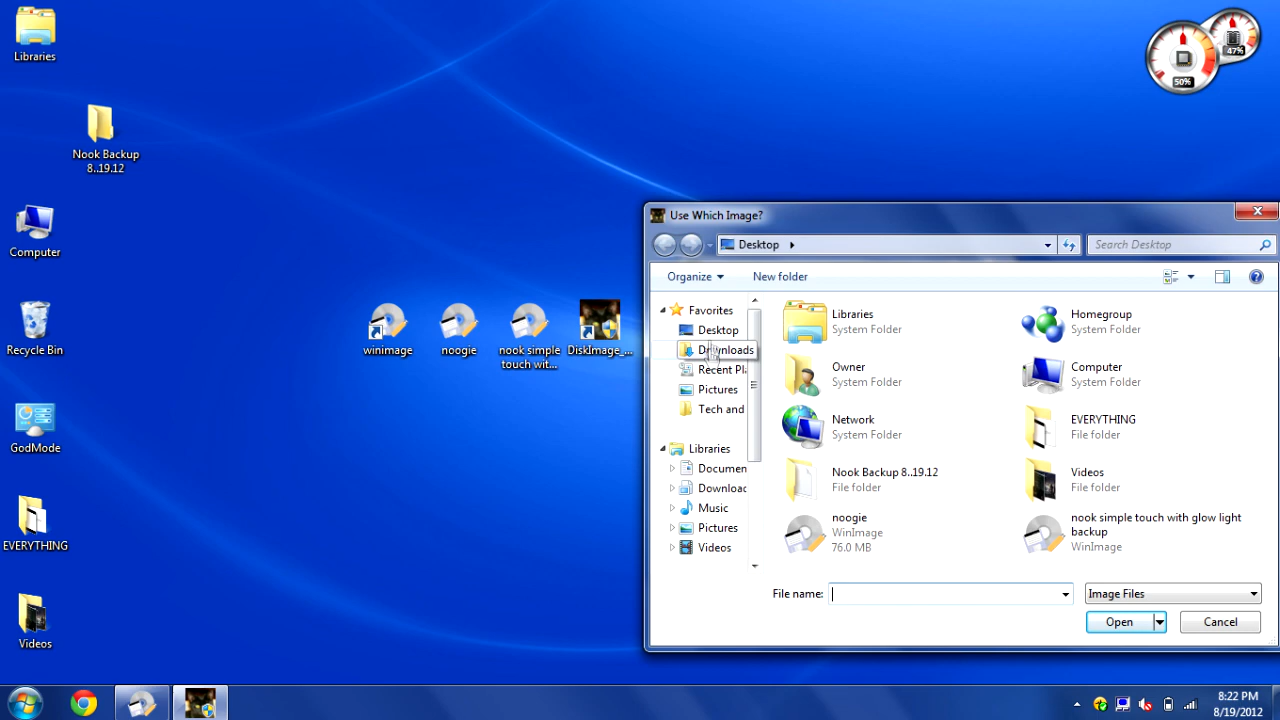 Libraries
Nook Backup
8..19.12
Computer
Recycle Bin
GodMode
EVERYTHING
Videos
winimage
noogie
nook simple
touch wit...
DiskImage_...
47%
50%
Use Which Image?
Desktop
Search Desktop
Organize
New folder
Favorites
Desktop
Downloads
Recent Pl
Pictures
Tech and
Libraries
Documen
Downloac
Music
Pictures
Videos
Libraries
System Folder
Homegroup
System Folder
Owner
System Folder
Computer
System Folder
Network
System Folder
EVERYTHING
File folder
Nook Backup 8..19.12
File folder
Videos
File folder
noogie
WinImage
76.0 MB
nook simple touch with glow light
backup
WinImage
File name:
Image Files
Open
Cancel
8:22 PM
8/19/2012